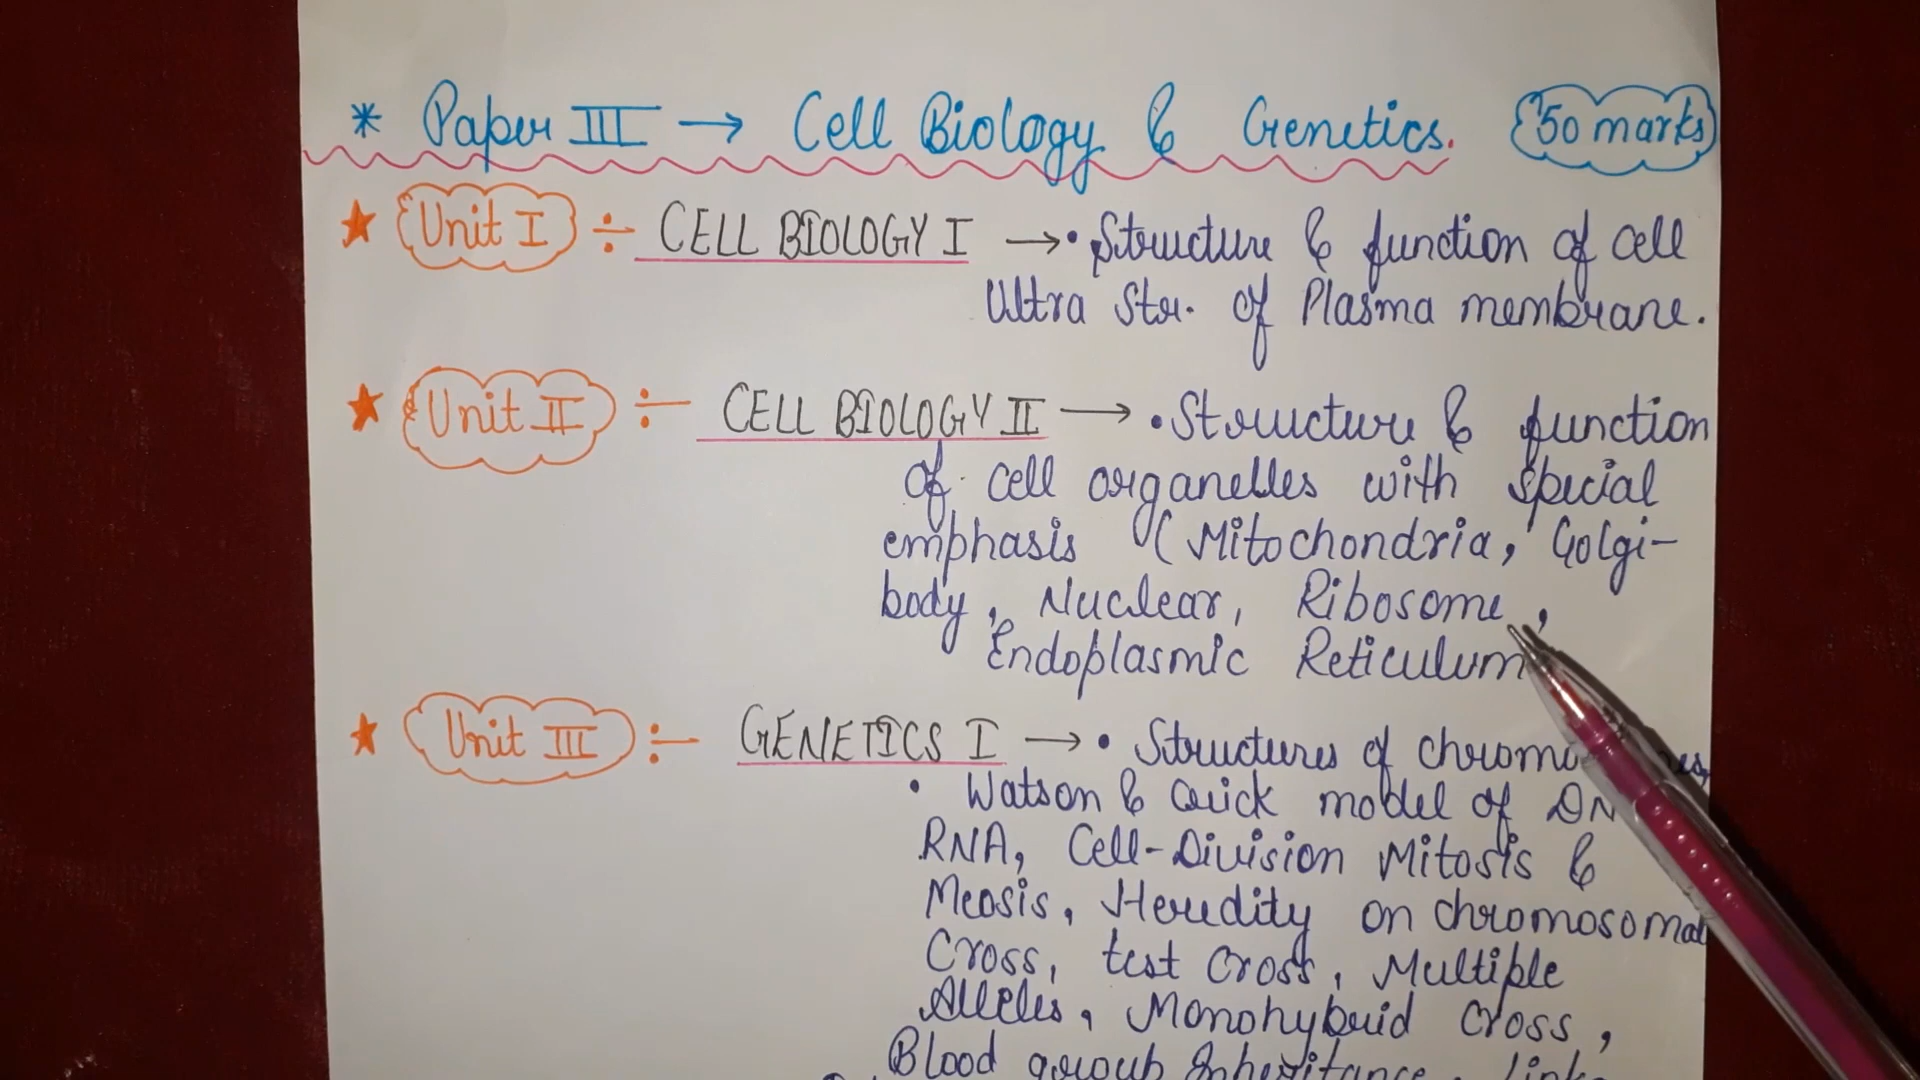 * Paper III → Cell Biology & Genetics. 50 marks
★ Unit I ÷ CELL BIOLOGY I → • Structure & function of cell
Ultra Str. of Plasma membrane.
★ Unit II :- CELL BIOLOGY II → • Structure & function
of cell organelles with special
emphasis (Mitochondria, Golgi-
body, Nuclear, Ribosome,
Endoplasmic Reticulum
★ Unit III :- GENETICS I → • Structures of
• Watson & Crick model of
RNA, Cell-Division Mitosis &
Meosis, Heredity on chromosomal
Cross, test cross, Multiple
Alleles, Monohybrid cross,
Blood group Inheritance,